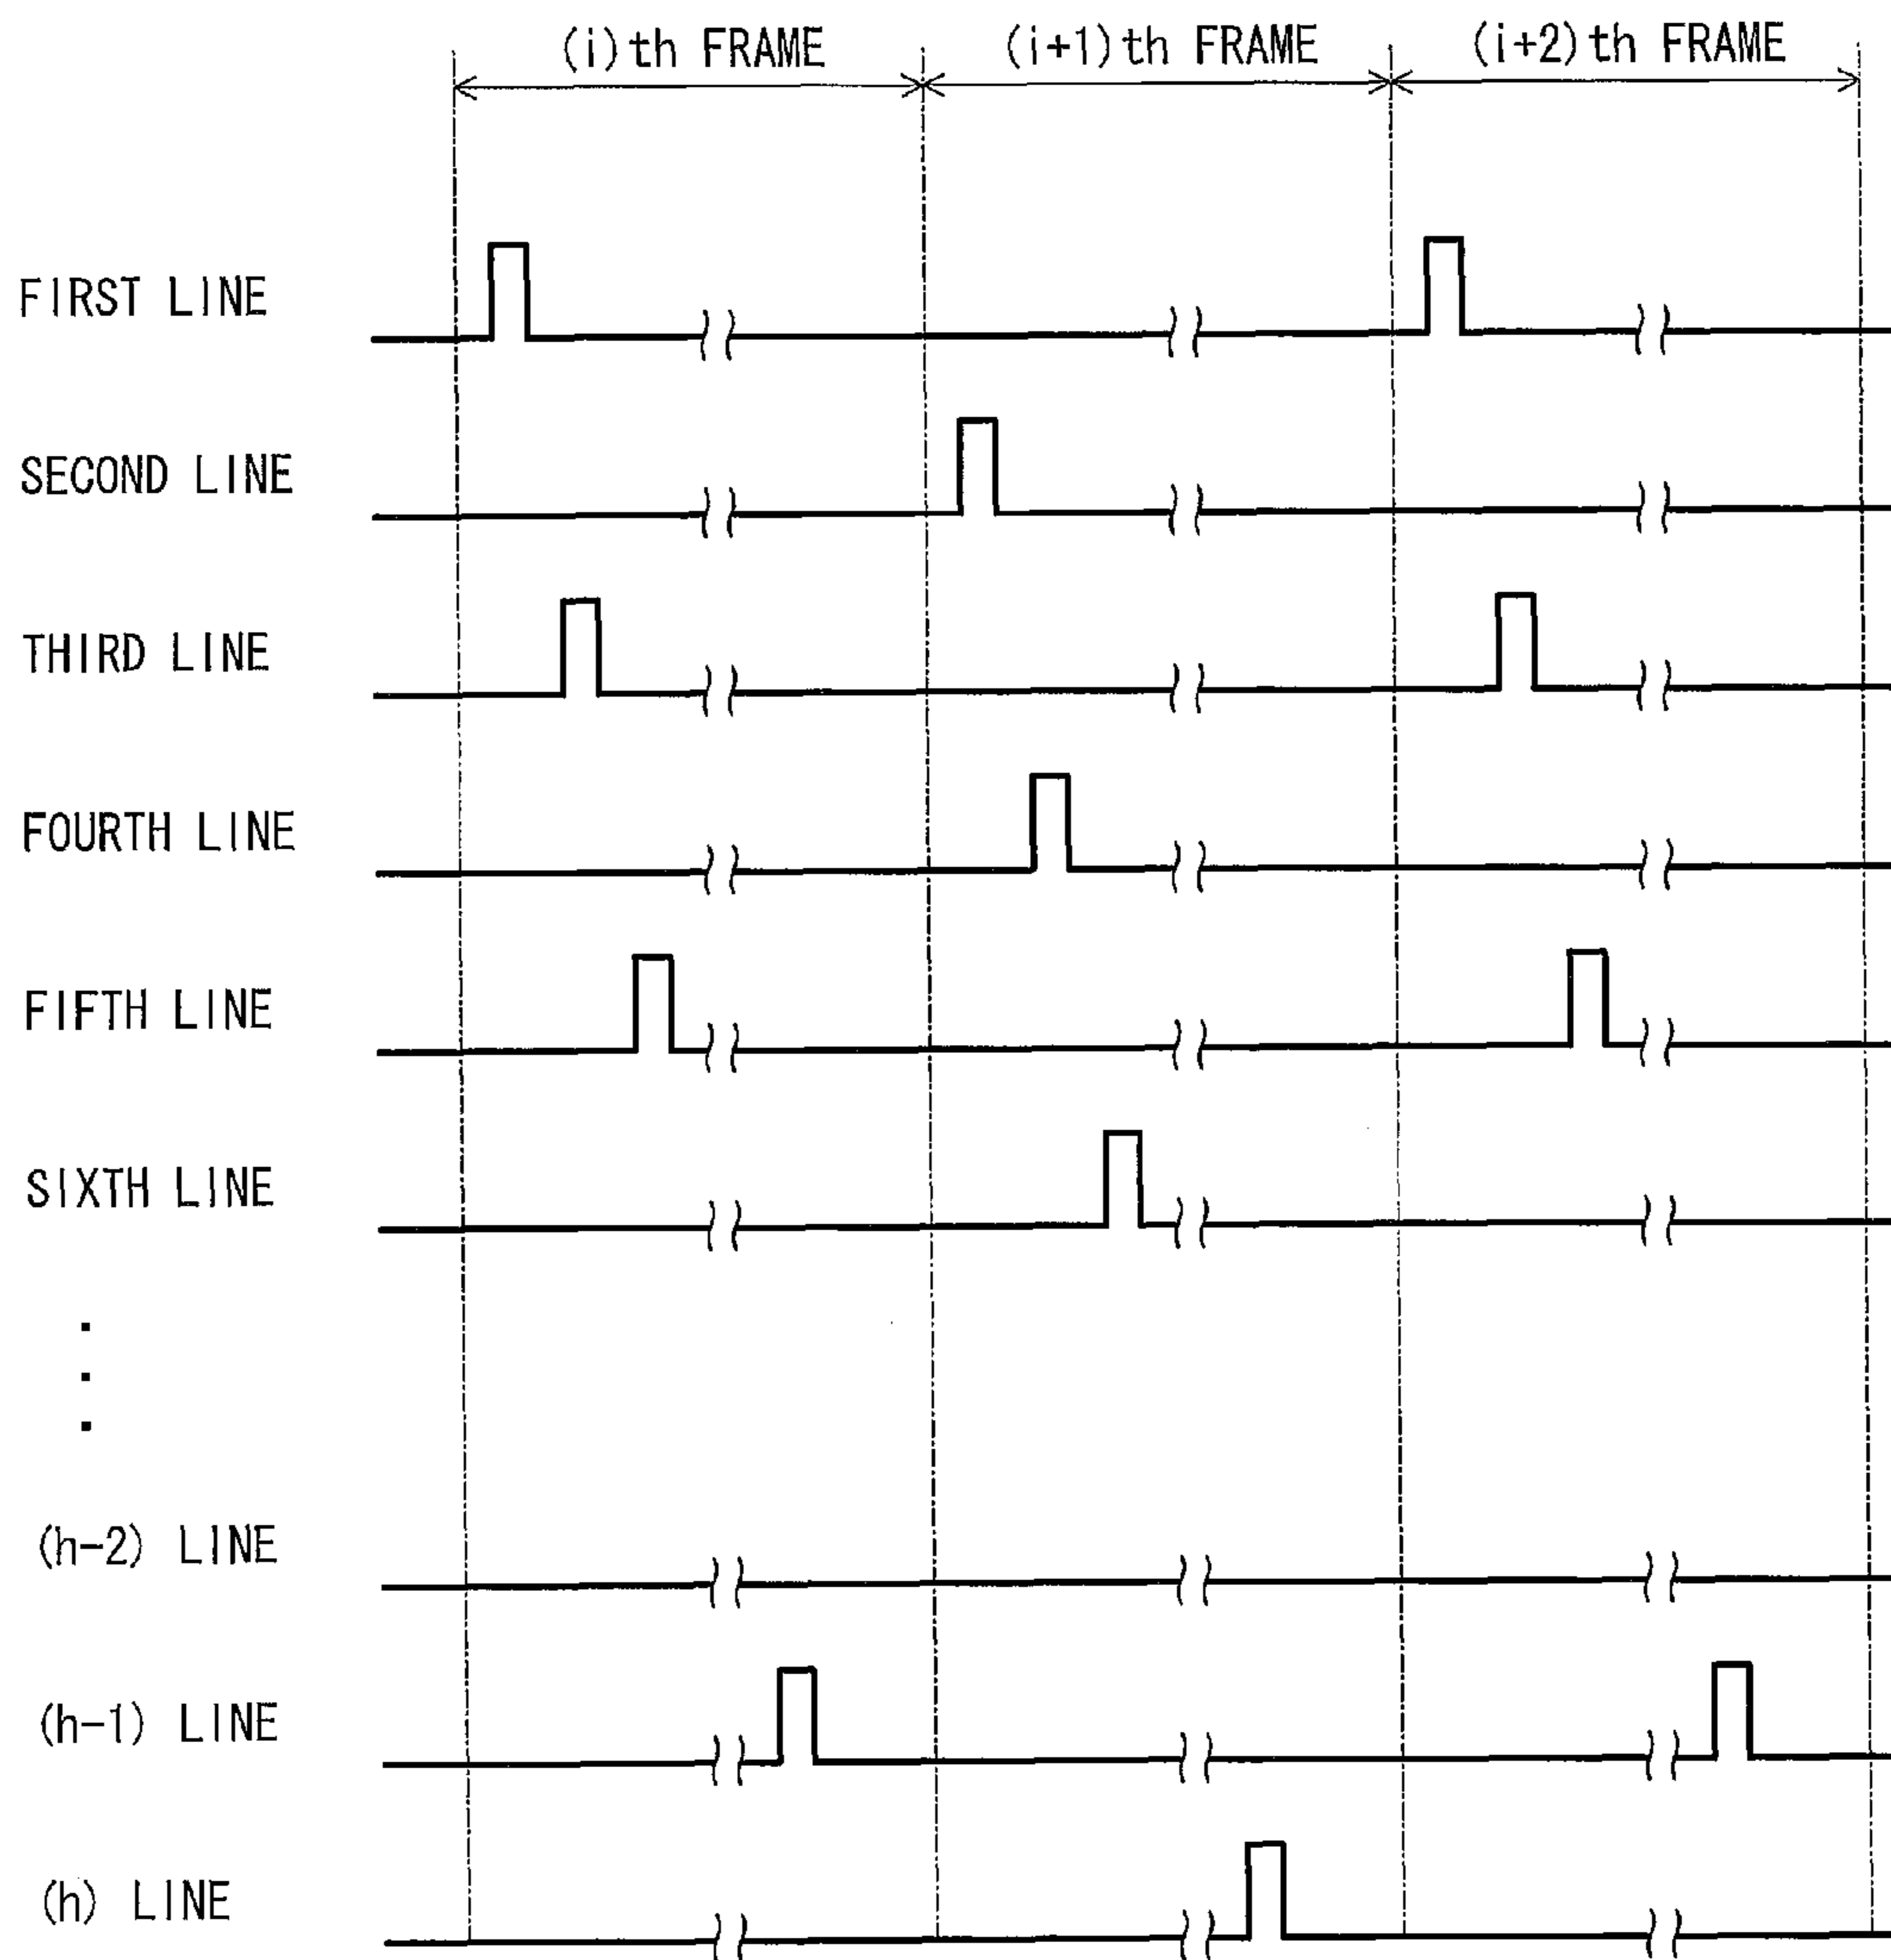 (i)th FRAME
(i+1)th FRAME
(i+2)th FRAME
FIRST LINE
SECOND LINE
THIRD LINE
FOURTH LINE
FIFTH LINE
SIXTH LINE
(h-2) LINE
(h-1) LINE
(h) LINE